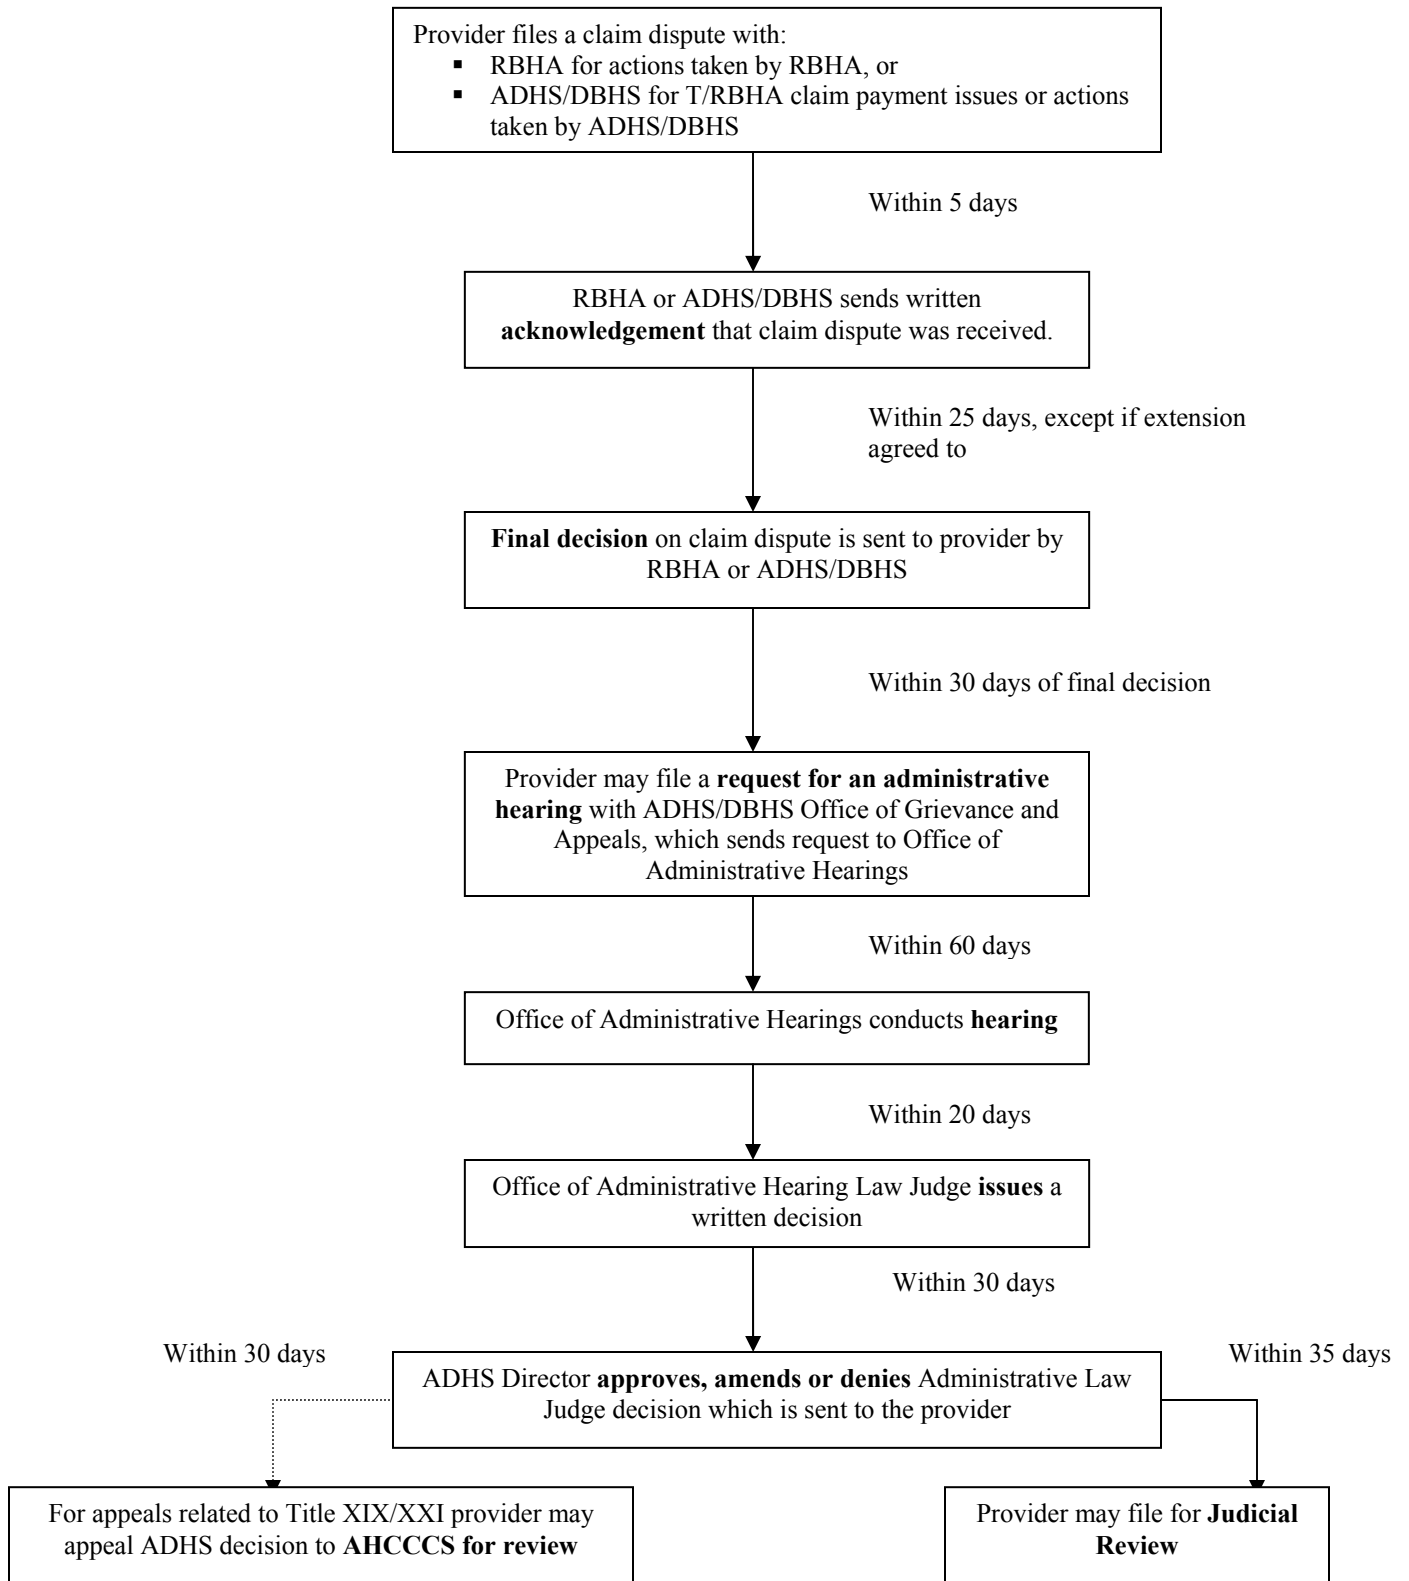 Provider files a claim dispute with:
▪ RBHA for actions taken by RBHA, or
▪ ADHS/DBHS for T/RBHA claim payment issues or actions
taken by ADHS/DBHS
Within 5 days
RBHA or ADHS/DBHS sends written
acknowledgement that claim dispute was received.
Within 25 days, except if extension
agreed to
Final decision on claim dispute is sent to provider by
RBHA or ADHS/DBHS
Within 30 days of final decision
Provider may file a request for an administrative
hearing with ADHS/DBHS Office of Grievance and
Appeals, which sends request to Office of
Administrative Hearings
Within 60 days
Office of Administrative Hearings conducts hearing
Within 20 days
Office of Administrative Hearing Law Judge issues a
written decision
Within 30 days
Within 30 days
Within 35 days
ADHS Director approves, amends or denies Administrative Law
Judge decision which is sent to the provider
For appeals related to Title XIX/XXI provider may
appeal ADHS decision to AHCCCS for review
Provider may file for Judicial
Review